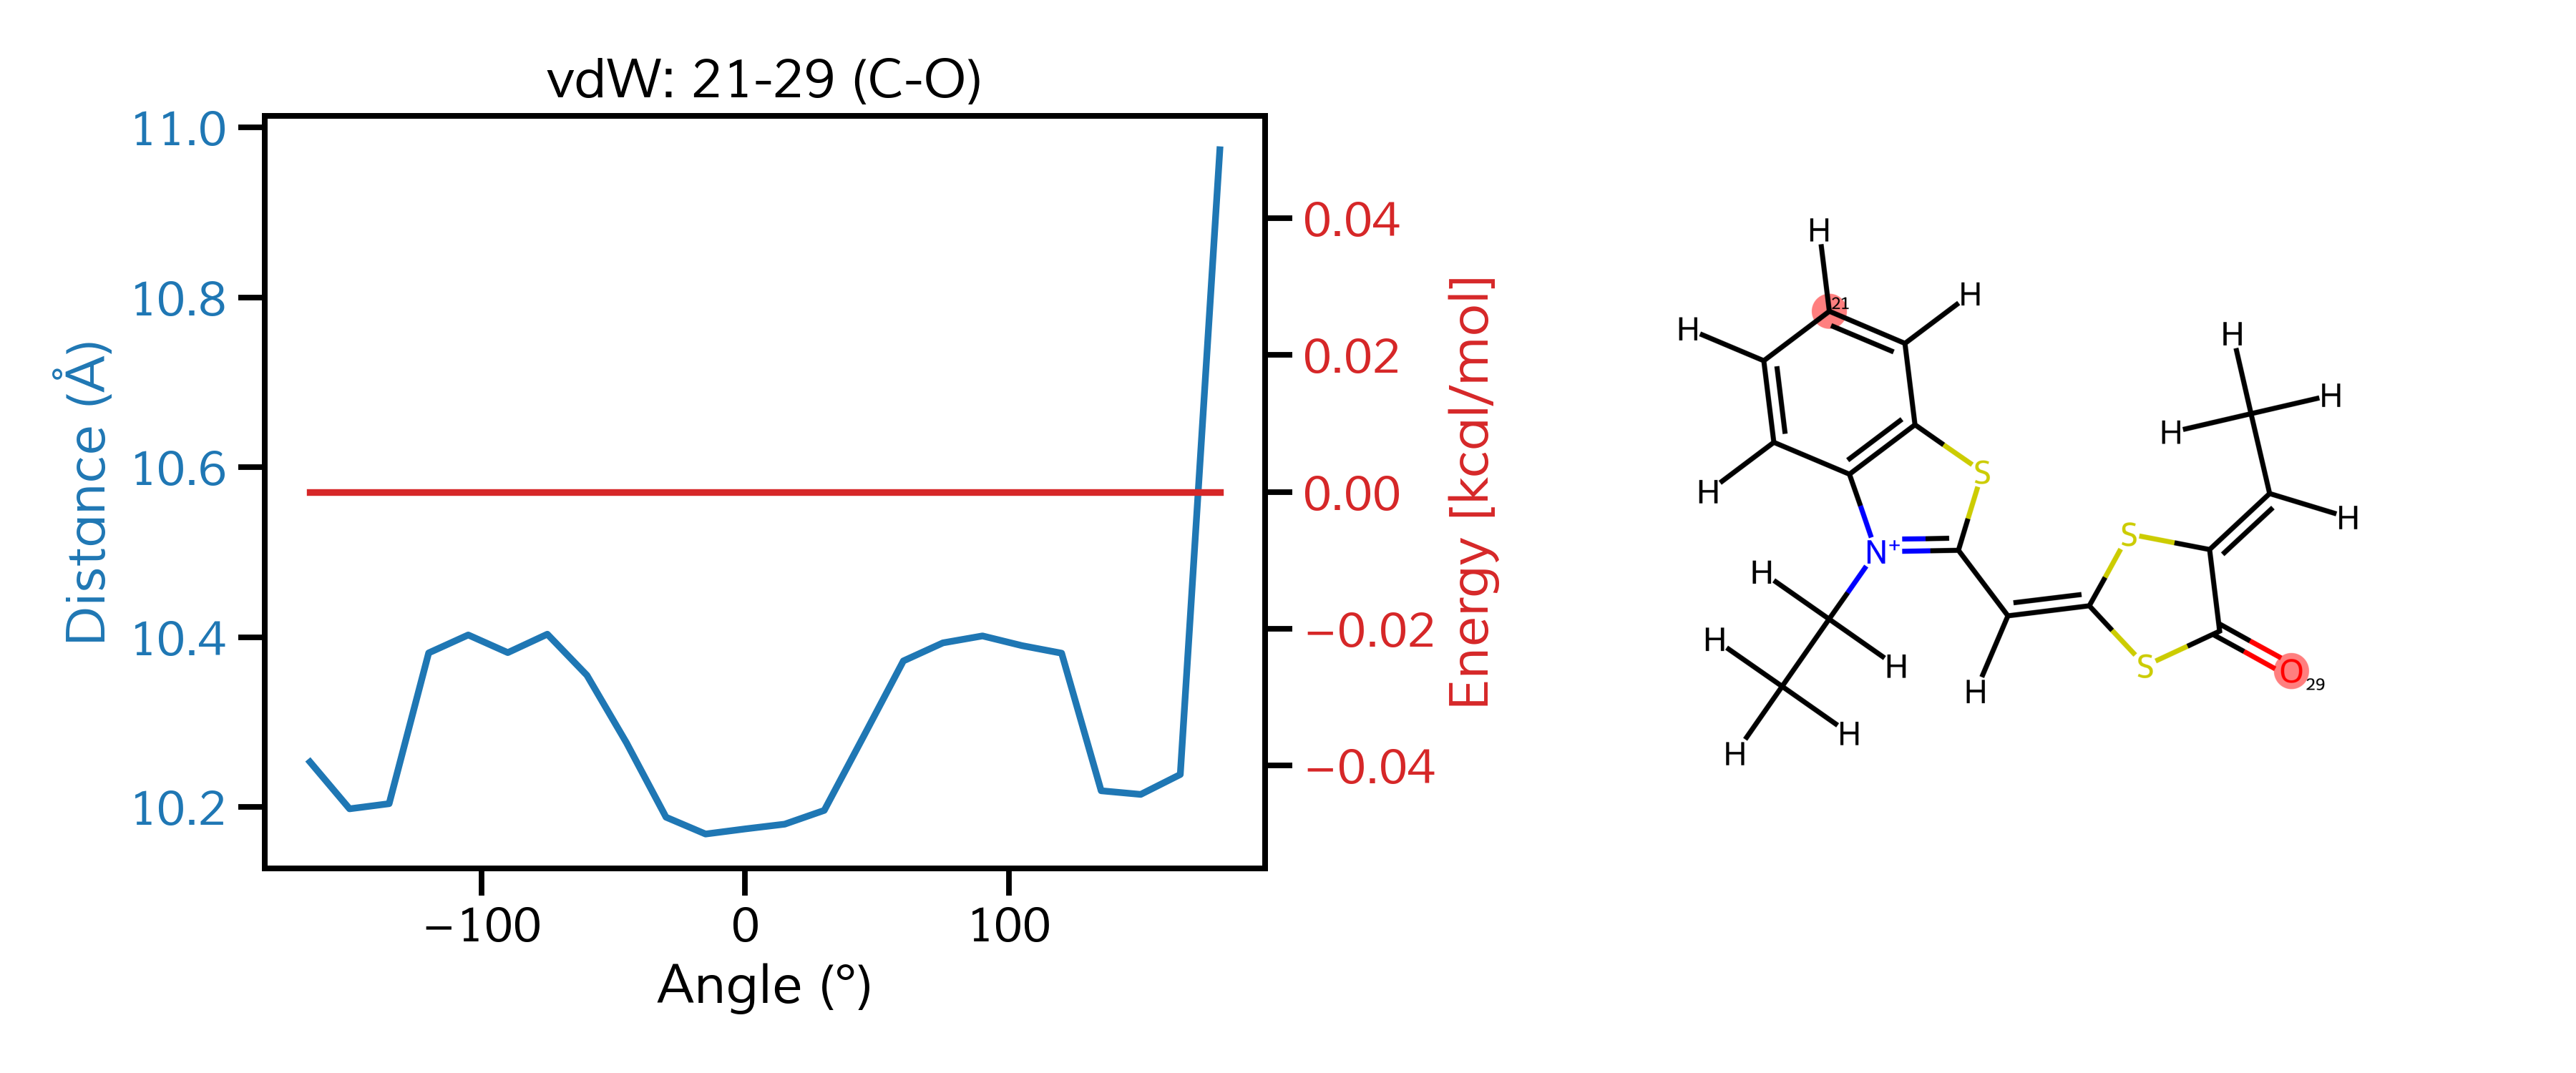 vdW: 21-29 (C-O)
11.0
10.8
10.6
10.4
10.2
Distance (Å)
0.04
0.02
0.00
−0.02
−0.04
Energy [kcal/mol]
−100
0
100
Angle (°)
H
H
21
H
H
H
H
H
S
S
H
N+
H
H
S
O
29
H
H
H
H
H